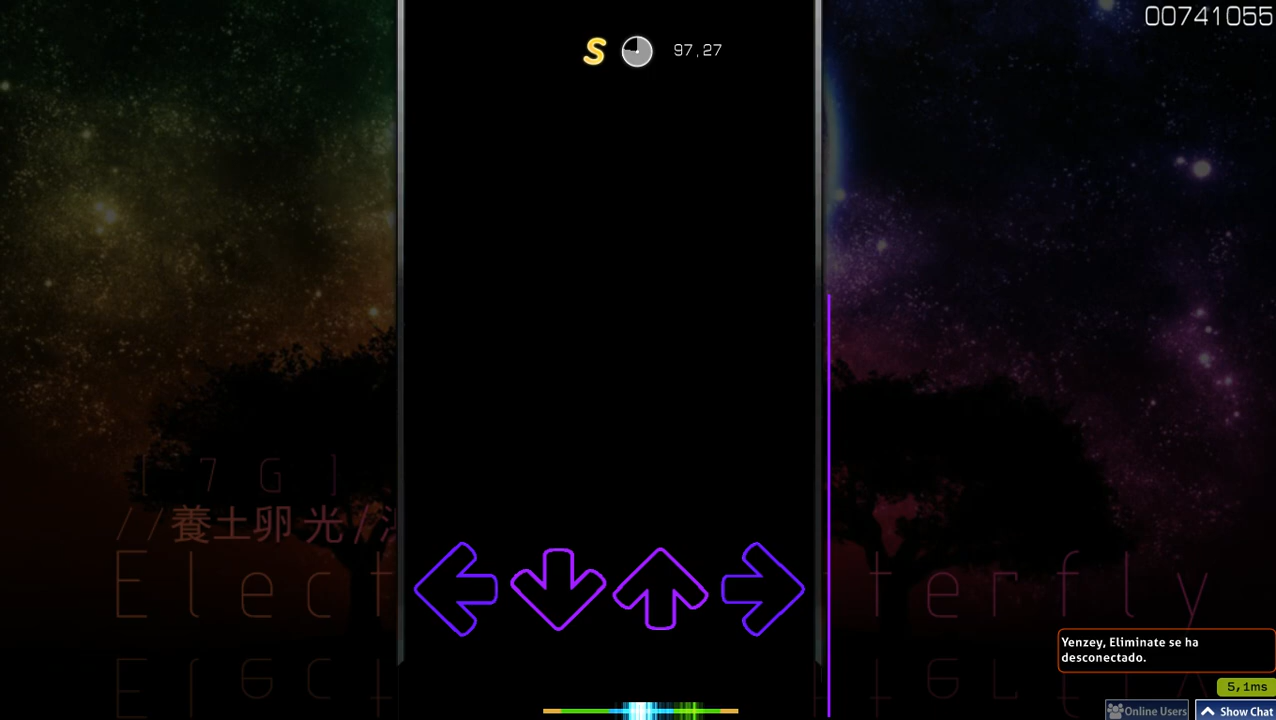 00741055
S 97,27
[ 7 G ]
//養土卵 光/
Elect terfly
Yenzey, Eliminate se ha
desconectado.
5,1ms
Online Users Show Chat